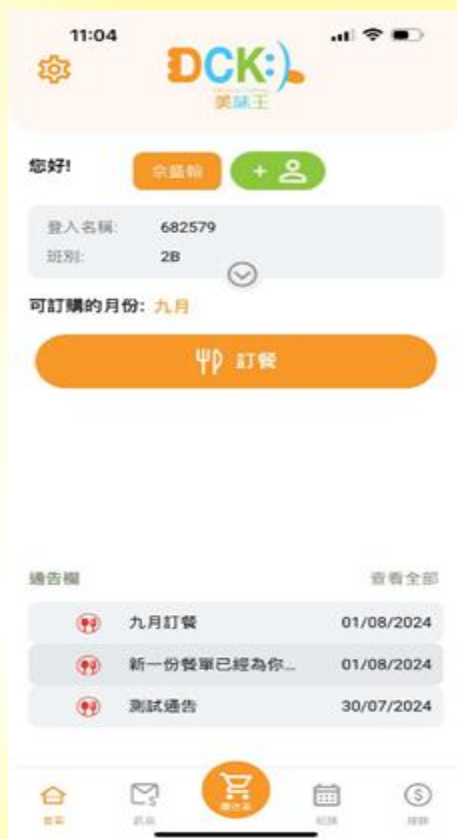 11:04
DCK:)
美味王
您好!
+
登入名稱: 682579
班別: 2B
可訂購的月份: 九月
訂餐
通告欄 查看全部
九月訂餐 01/08/2024
新一份餐單已經為你... 01/08/2024
測試通告 30/07/2024